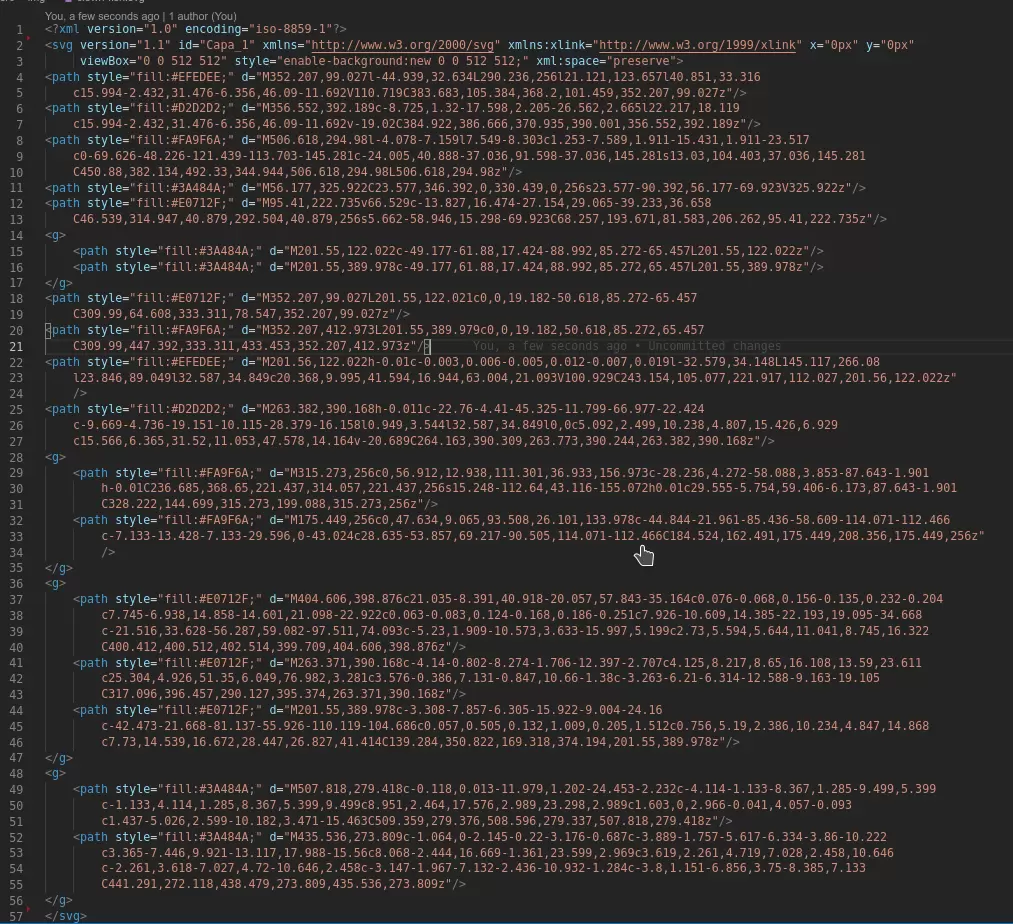 You, a few seconds ago | 1 author (You)
1 <?xml version="1.0" encoding="iso-8859-1"?>
2 <svg version="1.1" id="Capa_1" xmlns="http://www.w3.org/2000/svg" xmlns:xlink="http://www.w3.org/1999/xlink" x="0px" y="0px"
3 viewBox="0 0 512 512" style="enable-background:new 0 0 512 512;" xml:space="preserve">
4 <path style="fill:#EFEDEE;" d="M352.207,99.027l-44.939,32.634L290.236,256l21.121,123.657l40.851,33.316
5 c15.994-2.432,31.476-6.356,46.09-11.692V110.719C383.683,105.384,368.2,101.459,352.207,99.027z"/>
6 <path style="fill:#D2D2D2;" d="M356.552,392.189c-8.725,1.32-17.598,2.205-26.562,2.665l22.217,18.119
7 c15.994-2.432,31.476-6.356,46.09-11.692v-19.02C384.922,386.666,370.935,390.001,356.552,392.189z"/>
8 <path style="fill:#FA9F6A;" d="M506.618,294.98l-4.078-7.159l7.549-8.303c1.253-7.589,1.911-15.431,1.911-23.517
9 c0-69.626-48.226-121.439-113.703-145.281c-24.005,40.888-37.036,91.598-37.036,145.281s13.03,104.403,37.036,145.281
10 C450.88,382.134,492.33,344.944,506.618,294.98L506.618,294.98z"/>
11 <path style="fill:#3A484A;" d="M56.177,325.922C23.577,346.392,0,330.439,0,256s23.577-90.392,56.177-69.923V325.922z"/>
12 <path style="fill:#E0712F;" d="M95.41,222.735v66.529c-13.827,16.474-27.154,29.065-39.233,36.658
13 C46.539,314.947,40.879,292.504,40.879,256s5.662-58.946,15.298-69.923C68.257,193.671,81.583,206.262,95.41,222.735z"/>
14 <g>
15 <path style="fill:#3A484A;" d="M201.55,122.022c-49.177-61.88,17.424-88.992,85.272-65.457L201.55,122.022z"/>
16 <path style="fill:#3A484A;" d="M201.55,389.978c-49.177,61.88,17.424,88.992,85.272,65.457L201.55,389.978z"/>
17 </g>
18 <path style="fill:#E0712F;" d="M352.207,99.027L201.55,122.021c0,0,19.182-50.618,85.272-65.457
19 C309.99,64.608,333.311,78.547,352.207,99.027z"/>
20 <path style="fill:#FA9F6A;" d="M352.207,412.973L201.55,389.979c0,0,19.182,50.618,85.272,65.457
21 C309.99,447.392,333.311,433.453,352.207,412.973z"/> You, a few seconds ago • Uncommitted changes
22 <path style="fill:#EFEDEE;" d="M201.56,122.022h-0.01c-0.003,0.006-0.005,0.012-0.007,0.019l-32.579,34.148L145.117,266.08
23 l23.846,89.049l32.587,34.849c20.368,9.995,41.594,16.944,63.004,21.093V100.929C243.154,105.077,221.917,112.027,201.56,122.022z"
24 />
25 <path style="fill:#D2D2D2;" d="M263.382,390.168h-0.011c-22.76-4.41-45.325-11.799-66.977-22.424
26 c-9.669-4.736-19.151-10.115-28.379-16.158l0.949,3.544l32.587,34.849l0,0c5.092,2.499,10.238,4.807,15.426,6.929
27 c15.566,6.365,31.52,11.053,47.578,14.164v-20.689C264.163,390.309,263.773,390.244,263.382,390.168z"/>
28 <g>
29 <path style="fill:#FA9F6A;" d="M315.273,256c0,56.912,12.938,111.301,36.933,156.973c-28.236,4.272-58.088,3.853-87.643-1.901
30 h-0.01C236.685,368.65,221.437,314.057,221.437,256s15.248-112.64,43.116-155.072h0.01c29.555-5.754,59.406-6.173,87.643-1.901
31 C328.222,144.699,315.273,199.088,315.273,256z"/>
32 <path style="fill:#FA9F6A;" d="M175.449,256c0,47.634,9.065,93.508,26.101,133.978c-44.844-21.961-85.436-58.609-114.071-112.466
33 c-7.133-13.428-7.133-29.596,0-43.024c28.635-53.857,69.217-90.505,114.071-112.466C184.524,162.491,175.449,208.356,175.449,256z"
34 />
35 </g>
36 <g>
37 <path style="fill:#E0712F;" d="M404.606,398.876c21.035-8.391,40.918-20.057,57.843-35.164c0.076-0.068,0.156-0.135,0.232-0.204
38 c7.745-6.938,14.858-14.601,21.098-22.922c0.063-0.083,0.124-0.168,0.186-0.251c7.926-10.609,14.385-22.193,19.095-34.668
39 c-21.516,33.628-56.287,59.082-97.511,74.093c-5.23,1.909-10.573,3.633-15.997,5.199c2.73,5.594,5.644,11.041,8.745,16.322
40 C400.412,400.512,402.514,399.709,404.606,398.876z"/>
41 <path style="fill:#E0712F;" d="M263.371,390.168c-4.14-0.802-8.274-1.706-12.397-2.707c4.125,8.217,8.65,16.108,13.59,23.611
42 c25.304,4.926,51.35,6.049,76.982,3.281c3.576-0.386,7.131-0.847,10.66-1.38c-3.263-6.21-6.314-12.588-9.163-19.105
43 C317.096,396.457,290.127,395.374,263.371,390.168z"/>
44 <path style="fill:#E0712F;" d="M201.55,389.978c-3.308-7.857-6.305-15.922-9.004-24.16
45 c-42.473-21.668-81.137-55.926-110.119-104.686c0.057,0.505,0.132,1.009,0.205,1.512c0.756,5.19,2.386,10.234,4.847,14.868
46 c7.73,14.539,16.672,28.447,26.827,41.414C139.284,350.822,169.318,374.194,201.55,389.978z"/>
47 </g>
48 <g>
49 <path style="fill:#3A484A;" d="M507.818,279.418c-0.118,0.013-11.979,1.202-24.453-2.232c-4.114-1.133-8.367,1.285-9.499,5.399
50 c-1.133,4.114,1.285,8.367,5.399,9.499c8.951,2.464,17.576,2.989,23.298,2.989c1.603,0,2.966-0.041,4.057-0.093
51 c1.437-5.026,2.599-10.182,3.471-15.463C509.359,279.376,508.596,279.337,507.818,279.418z"/>
52 <path style="fill:#3A484A;" d="M435.536,273.809c-1.064,0-2.145-0.22-3.176-0.687c-3.889-1.757-5.617-6.334-3.86-10.222
53 c3.365-7.446,9.921-13.117,17.988-15.56c8.068-2.444,16.669-1.361,23.599,2.969c3.619,2.261,4.719,7.028,2.458,10.646
54 c-2.261,3.618-7.027,4.72-10.646,2.458c-3.147-1.967-7.132-2.436-10.932-1.284c-3.8,1.151-6.856,3.75-8.385,7.133
55 C441.291,272.118,438.479,273.809,435.536,273.809z"/>
56 </g>
57 </svg>